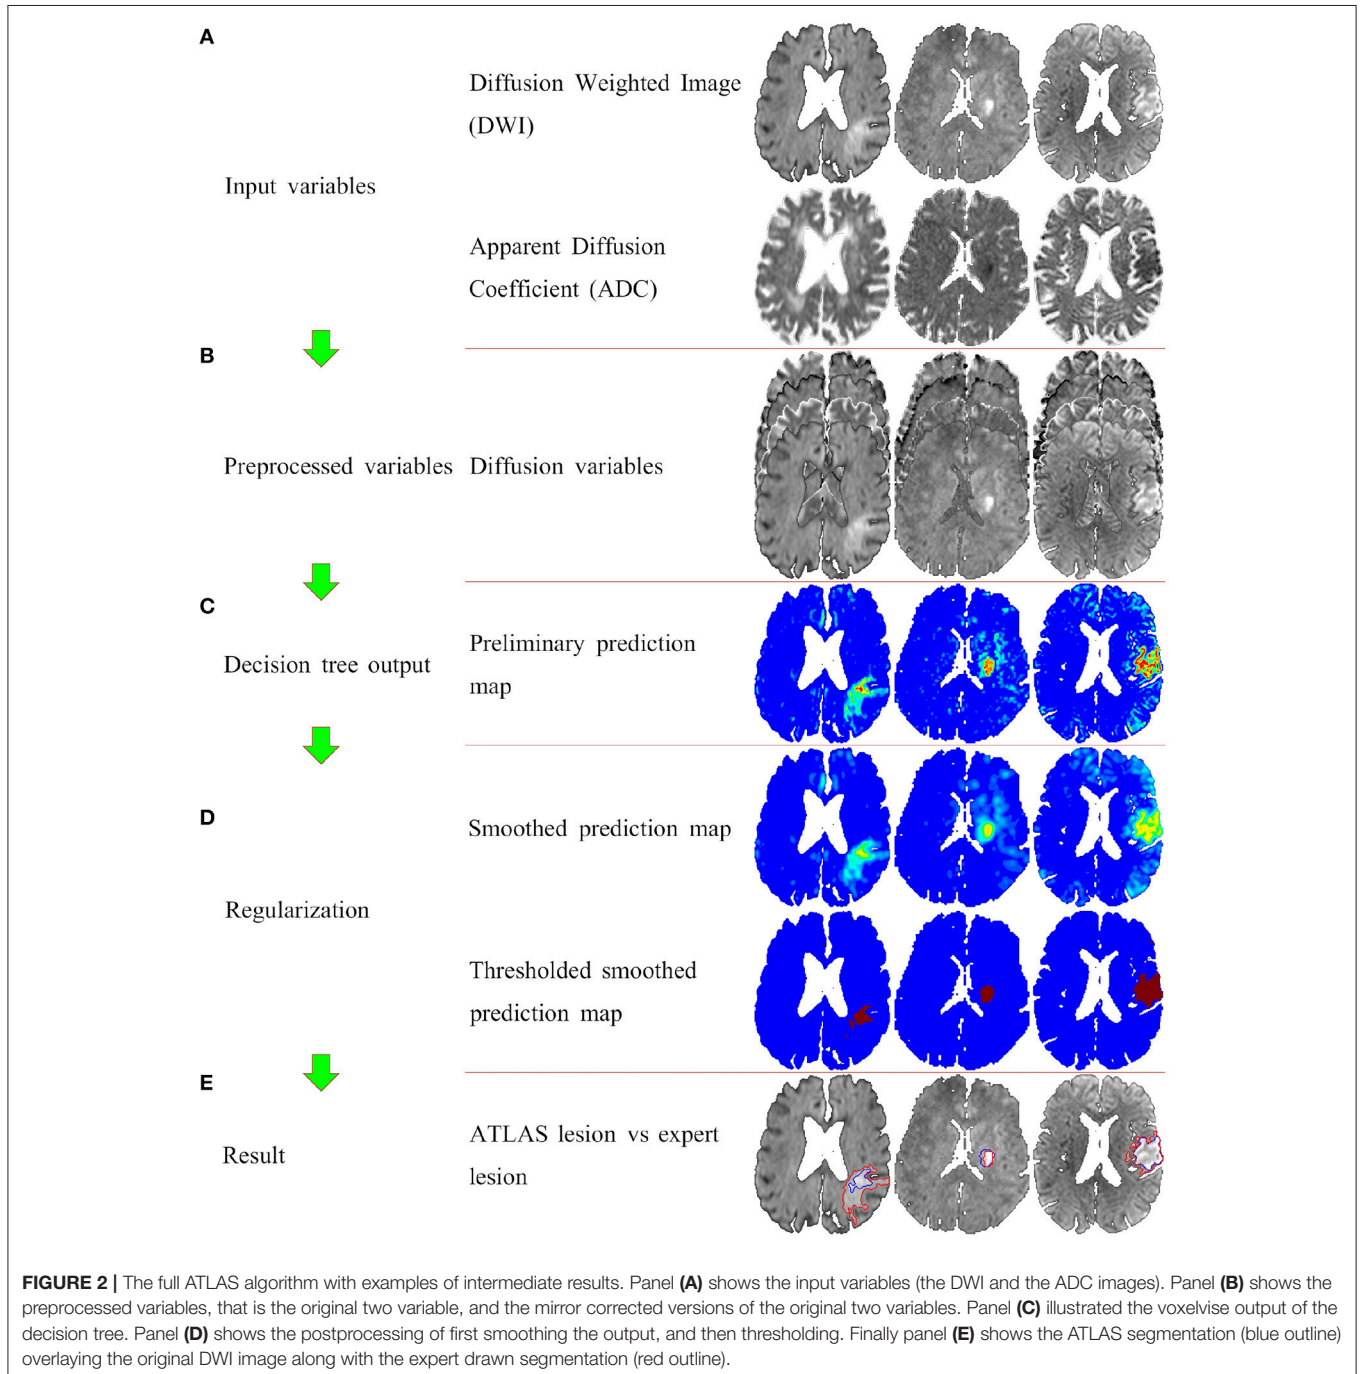 A
Diffusion Weighted Image
(DWI)
Input variables
Apparent Diffusion
Coefficient (ADC)
B
Preprocessed variables
Diffusion variables
C
Decision tree output
Preliminary prediction
map
D
Smoothed prediction map
Regularization
Thresholded smoothed
prediction map
E
Result
ATLAS lesion vs expert
lesion
FIGURE 2 | The full ATLAS algorithm with examples of intermediate results. Panel (A) shows the input variables (the DWI and the ADC images). Panel (B) shows the
preprocessed variables, that is the original two variable, and the mirror corrected versions of the original two variables. Panel (C) illustrated the voxelvise output of the
decision tree. Panel (D) shows the postprocessing of first smoothing the output, and then thresholding. Finally panel (E) shows the ATLAS segmentation (blue outline)
overlaying the original DWI image along with the expert drawn segmentation (red outline).